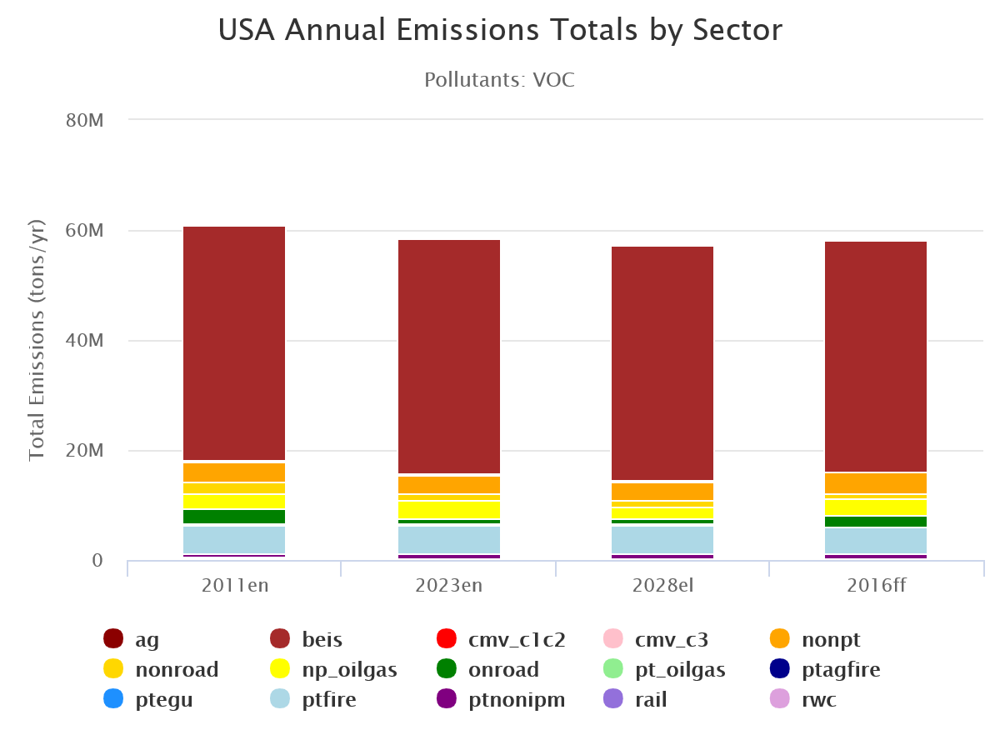 USA Annual Emissions Totals by Sector
Pollutants: VOC
Total Emissions (tons/yr)
80M
60M
40M
20M
0
2011en 2023en 2028el 2016ff
ag beis cmv_c1c2 cmv_c3 nonpt
nonroad np_oilgas onroad pt_oilgas ptagfire
ptegu ptfire ptnonipm rail rwc